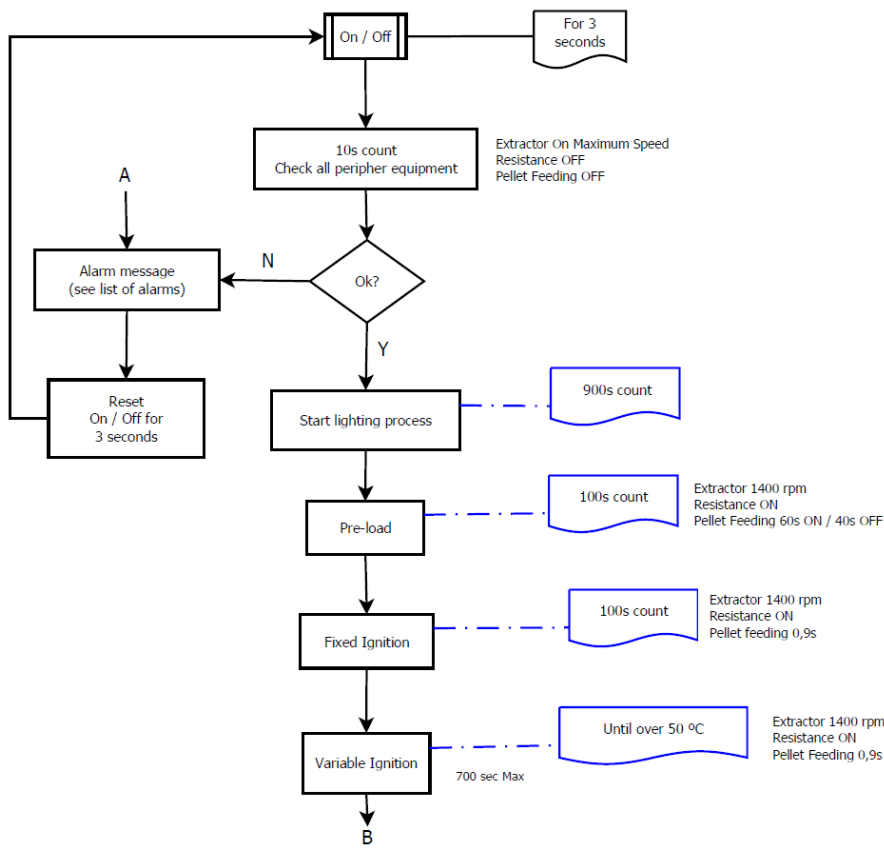 On / Off
For 3
seconds
10s count
Check all peripher equipment
Extractor On Maximum Speed
Resistance OFF
Pellet Feeding OFF
A
Alarm message
(see list of alarms)
N
Ok?
Y
Reset
On / Off for
3 seconds
Start lighting process
900s count
Pre-load
100s count
Extractor 1400 rpm
Resistance ON
Pellet Feeding 60s ON / 40s OFF
Fixed Ignition
100s count
Extractor 1400 rpm
Resistance ON
Pellet feeding 0,9s
Variable Ignition
700 sec Max
Until over 50 ºC
Extractor 1400 rpm
Resistance ON
Pellet Feeding 0,9s
B